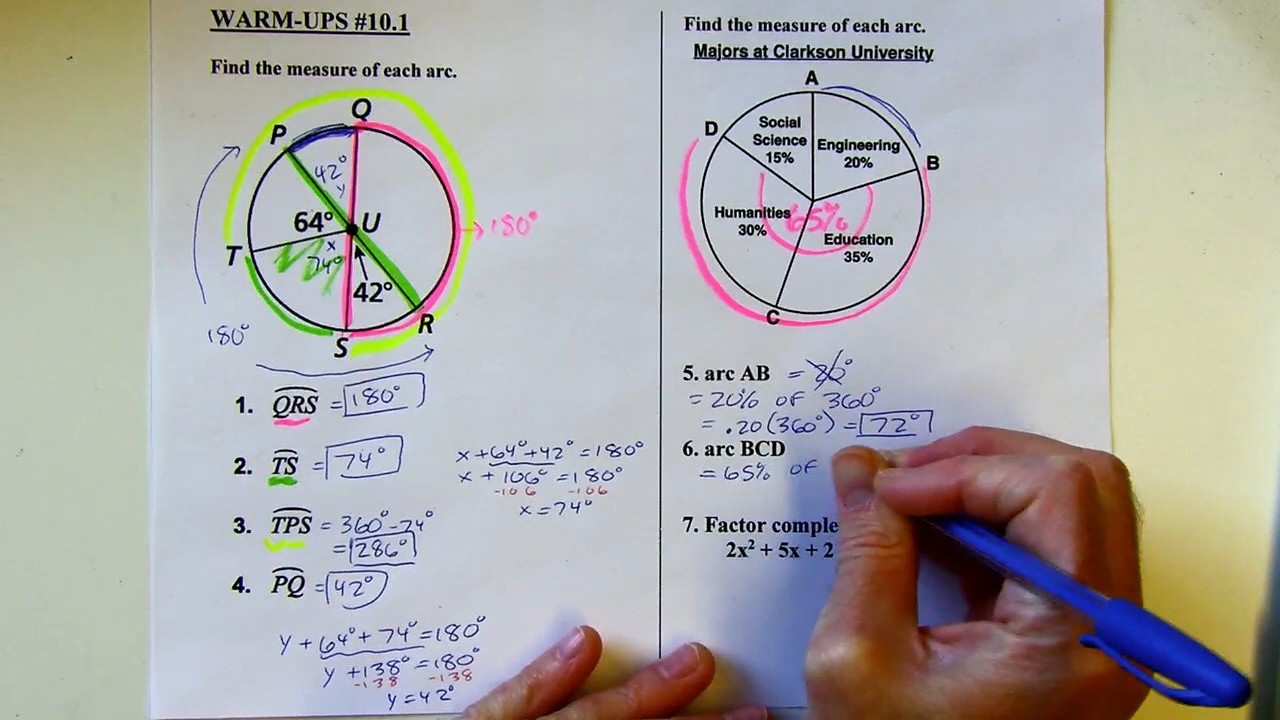 WARM-UPS #10.1
Find the measure of each arc.
Q
P
42°
y
64°
U
180°
T
x
74°
42°
R
180°
S
1. QRS = 180°
2. TS = 74°
x+64°+42°=180°
x + 106° = 180°
-106 -106
x = 74°
3. TPS = 360° - 74°
= 286°
4. PQ = 42°
y + 64° + 74° = 180°
y + 138° = 180°
-138 -138
y = 42°
Find the measure of each arc.
Majors at Clarkson University
A
D
Social
Science
15%
Engineering
20%
B
Humanities
30%
65%
Education
35%
C
5. arc AB = 20°
= 20% of 360°
= .20(360°) = 72°
6. arc BCD
= 65% of
7. Factor comple
2x² + 5x + 2